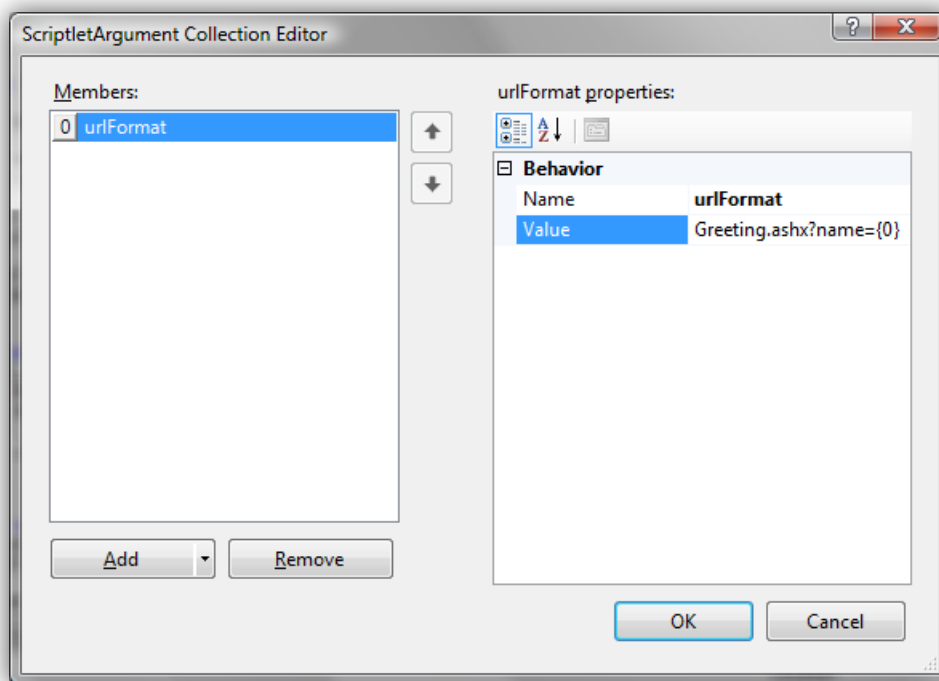 ScriptletArgument Collection Editor
?
X
Members:
urlFormat properties:
0 urlFormat
A
Z
Behavior
Name urlFormat
Value Greeting.ashx?name={0}
Add
Remove
OK
Cancel